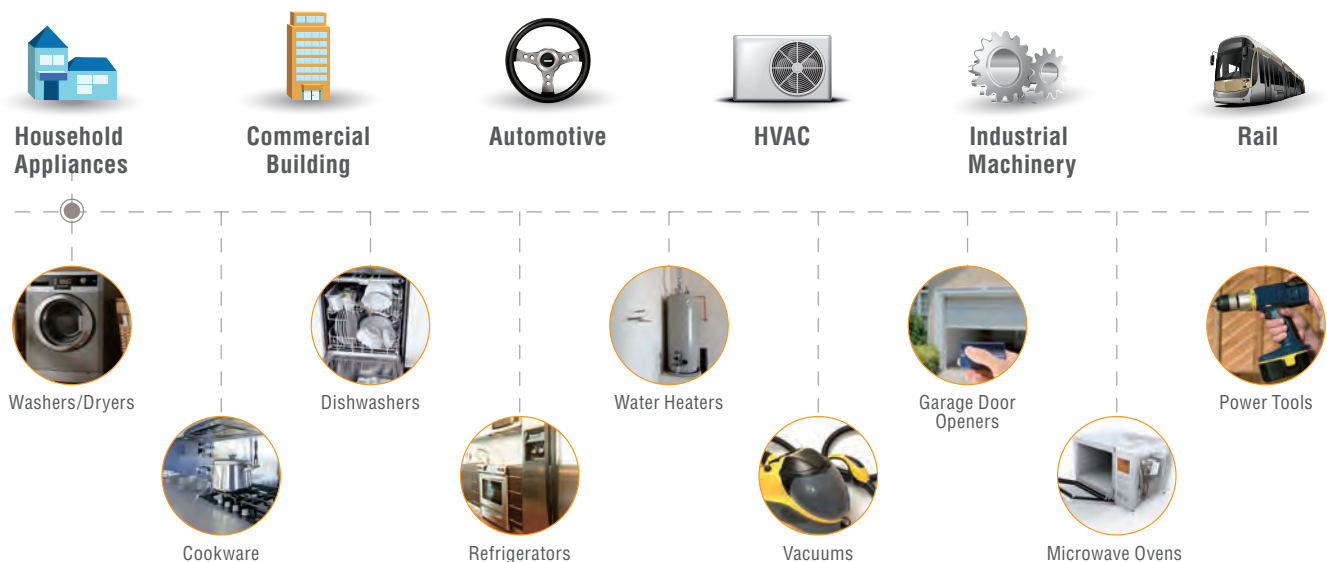 Household
Appliances
Commercial
Building
Automotive
HVAC
Industrial
Machinery
Rail
Washers/Dryers
Dishwashers
Water Heaters
Garage Door
Openers
Power Tools
Cookware
Refrigerators
Vacuums
Microwave Ovens